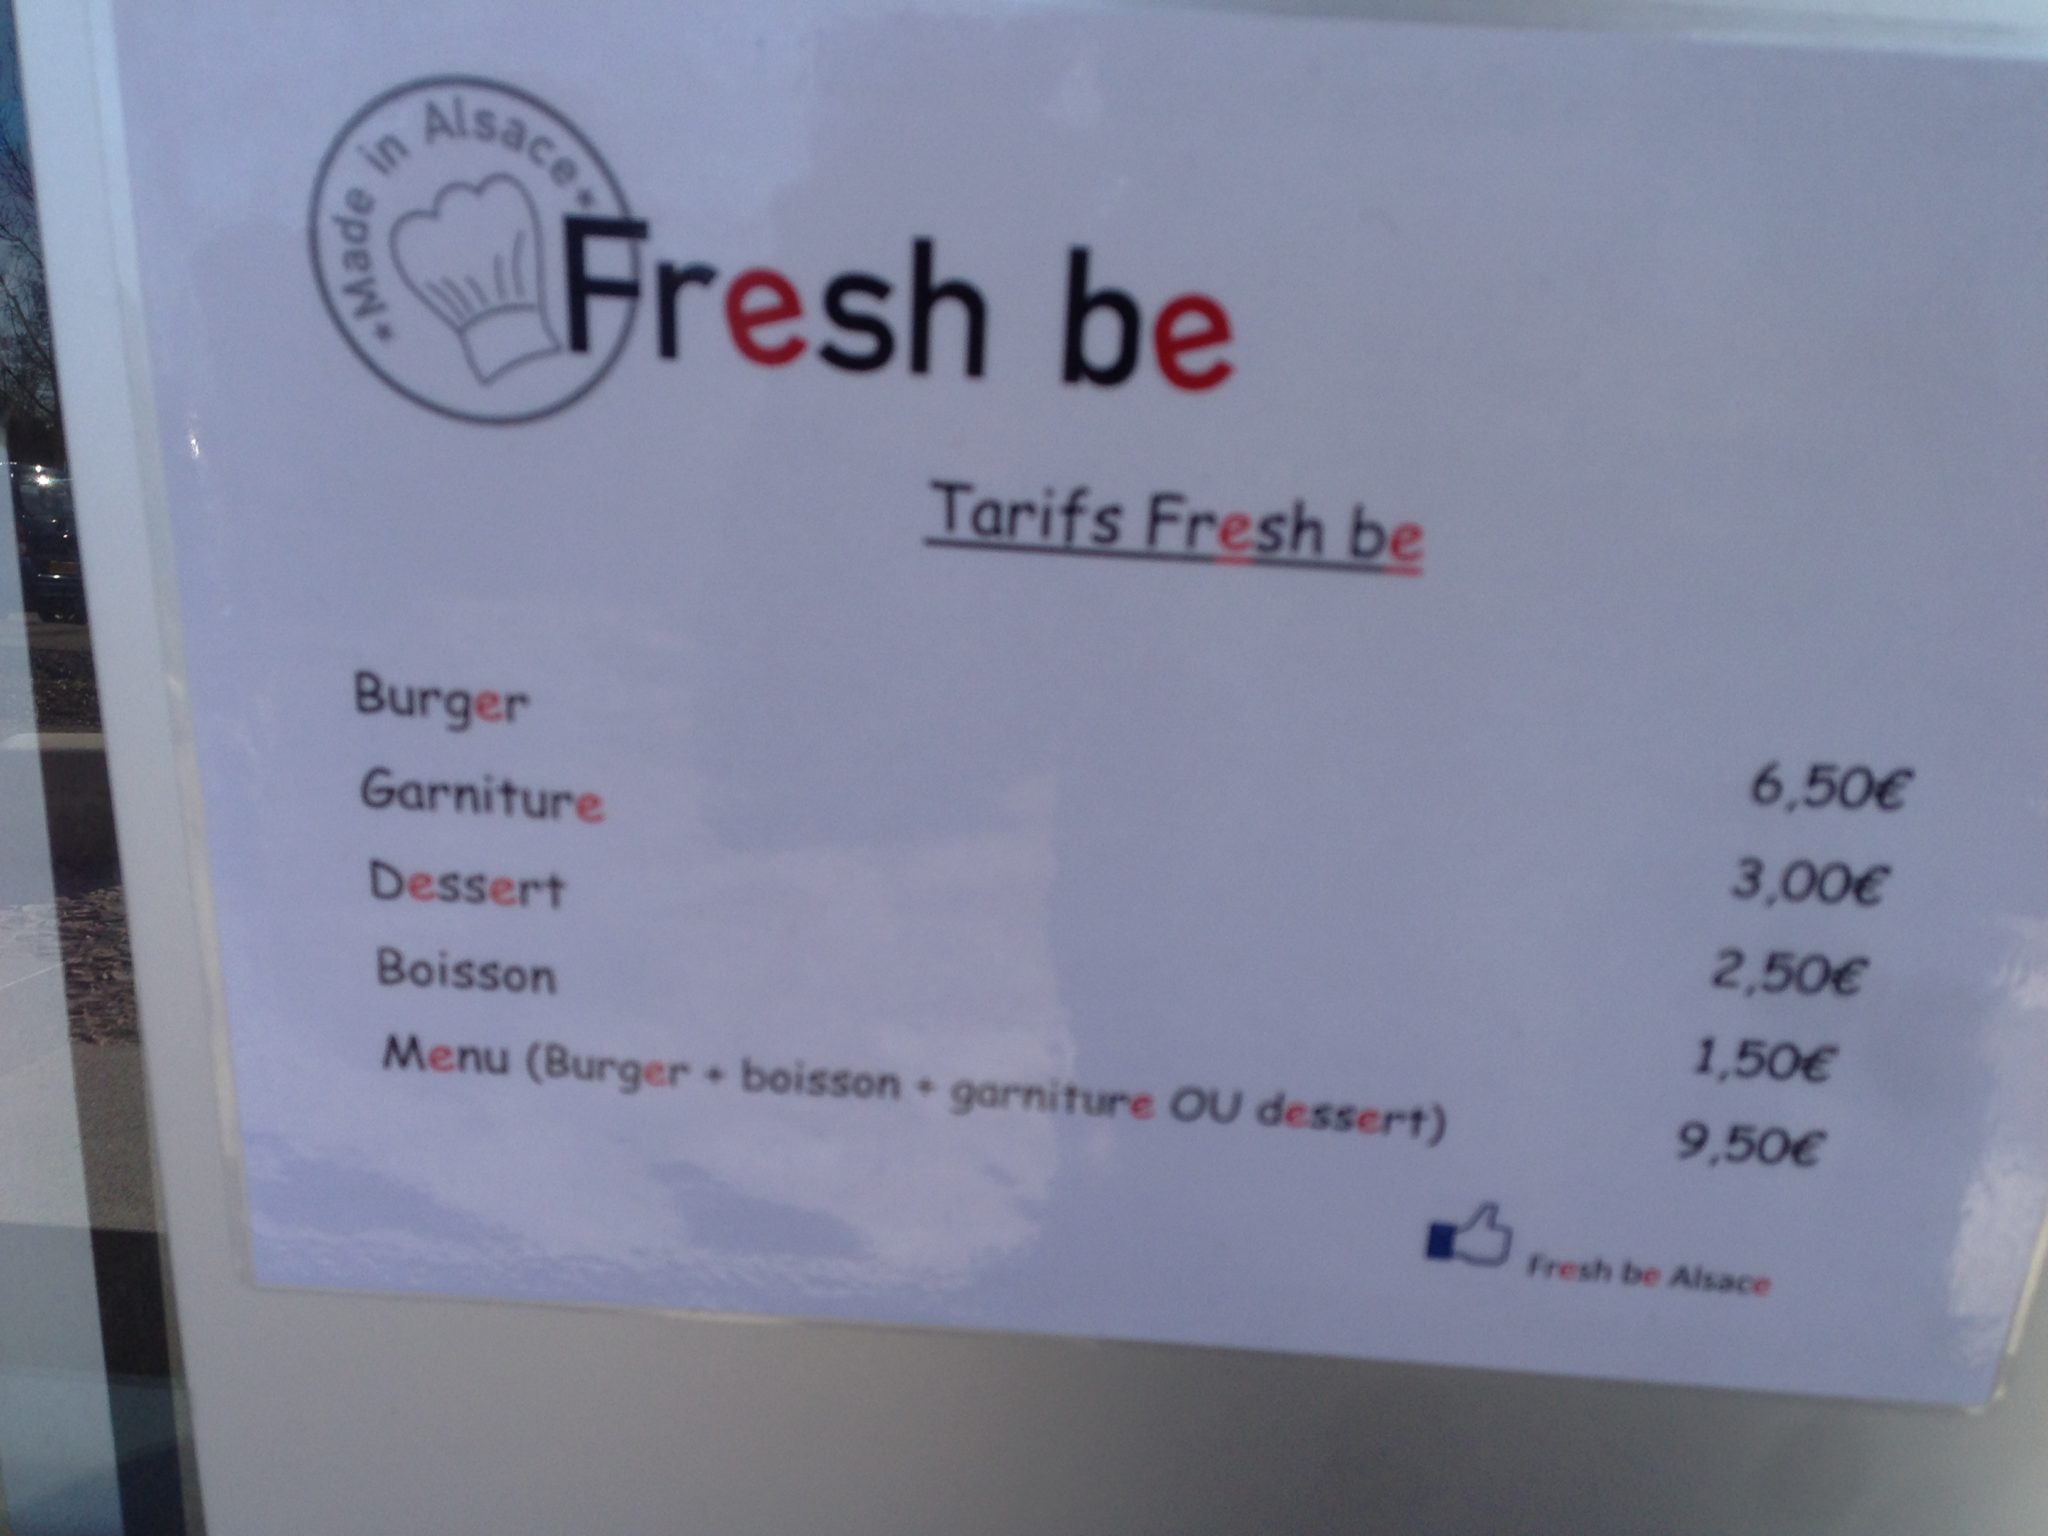 *Made in Alsace*
Fresh be
Tarifs Fresh be
Burger 6,50€
Garniture 3,00€
Dessert 2,50€
Boisson 1,50€
Menu (Burger + boisson + garniture OU dessert) 9,50€
Fresh be Alsace